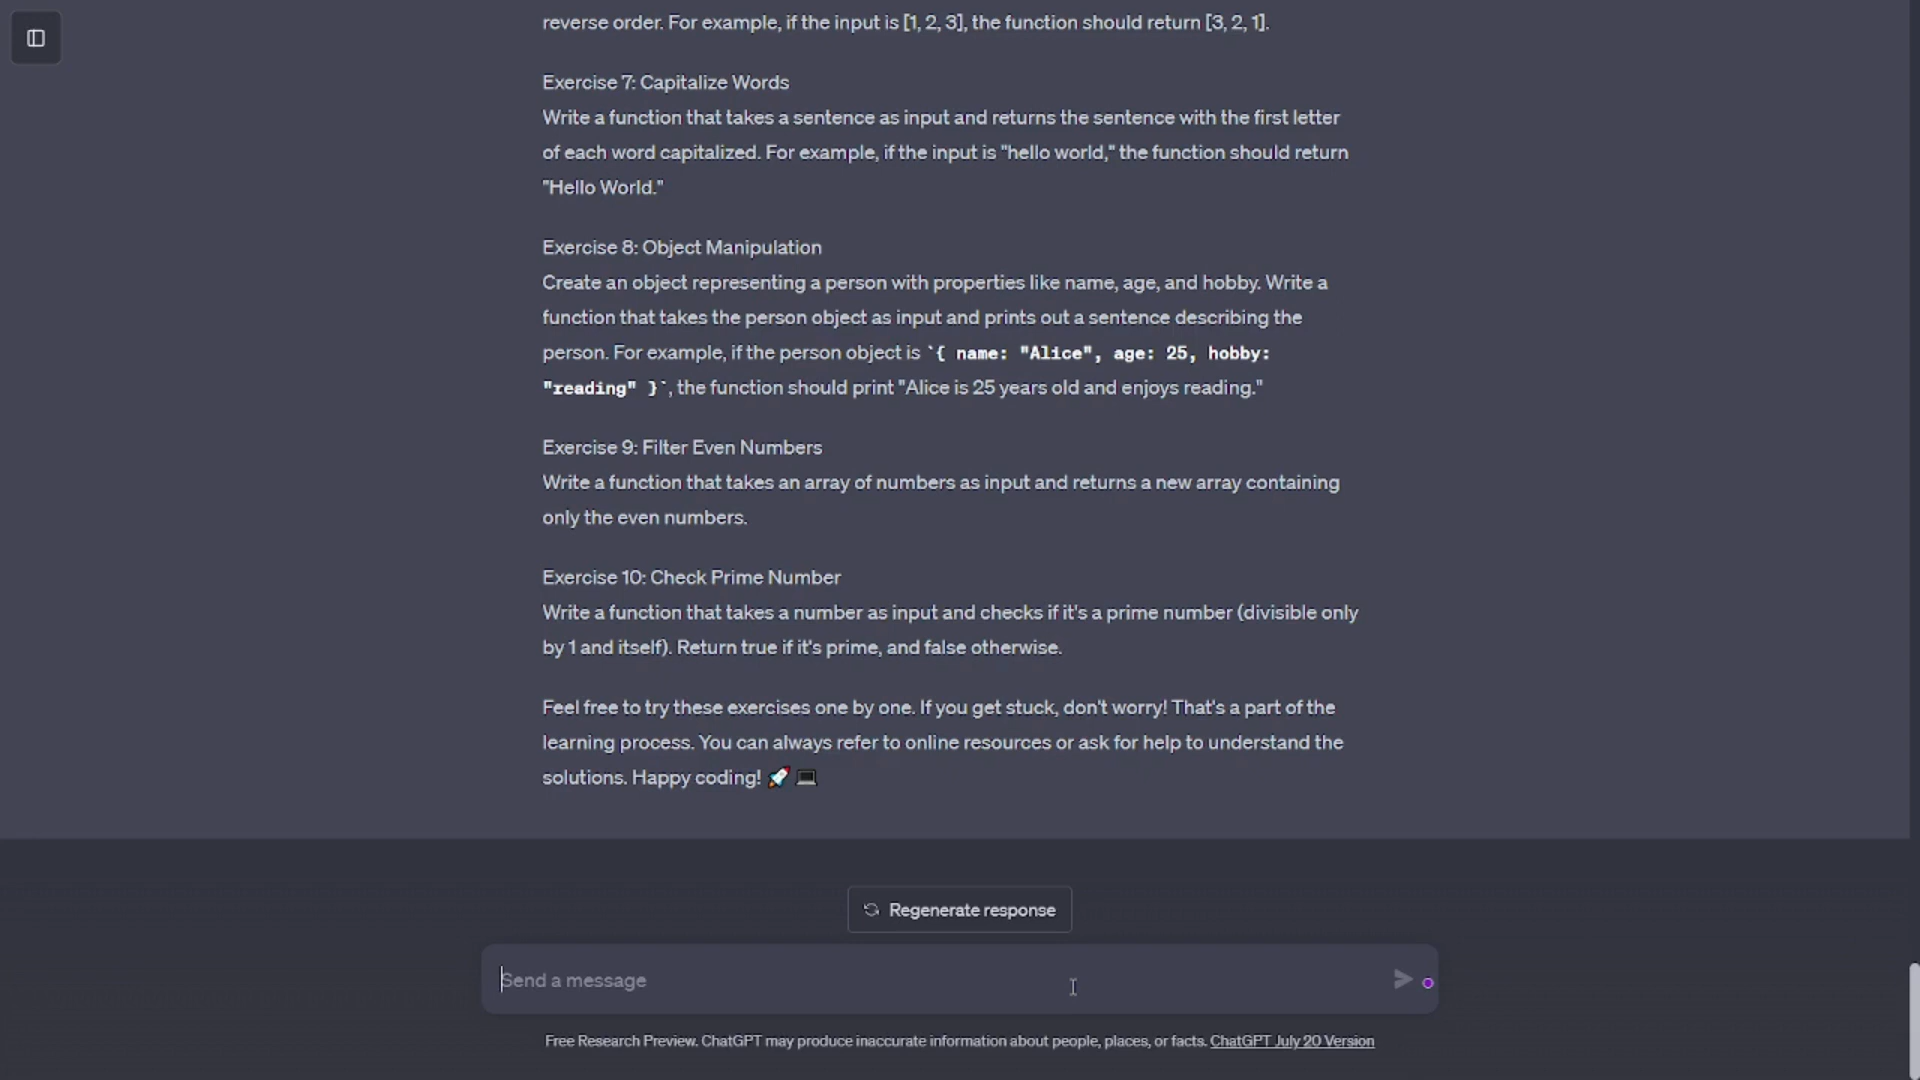 reverse order. For example, if the input is [1, 2, 3], the function should return [3, 2, 1].
Exercise 7: Capitalize Words
Write a function that takes a sentence as input and returns the sentence with the first letter
of each word capitalized. For example, if the input is "hello world," the function should return
"Hello World."
Exercise 8: Object Manipulation
Create an object representing a person with properties like name, age, and hobby. Write a
function that takes the person object as input and prints out a sentence describing the
person. For example, if the person object is `{ name: "Alice", age: 25, hobby:
"reading" }`, the function should print "Alice is 25 years old and enjoys reading."
Exercise 9: Filter Even Numbers
Write a function that takes an array of numbers as input and returns a new array containing
only the even numbers.
Exercise 10: Check Prime Number
Write a function that takes a number as input and checks if it's a prime number (divisible only
by 1 and itself). Return true if it's prime, and false otherwise.
Feel free to try these exercises one by one. If you get stuck, don't worry! That's a part of the
learning process. You can always refer to online resources or ask for help to understand the
solutions. Happy coding! 🚀💻
Regenerate response
Send a message
Free Research Preview. ChatGPT may produce inaccurate information about people, places, or facts. ChatGPT July 20 Version